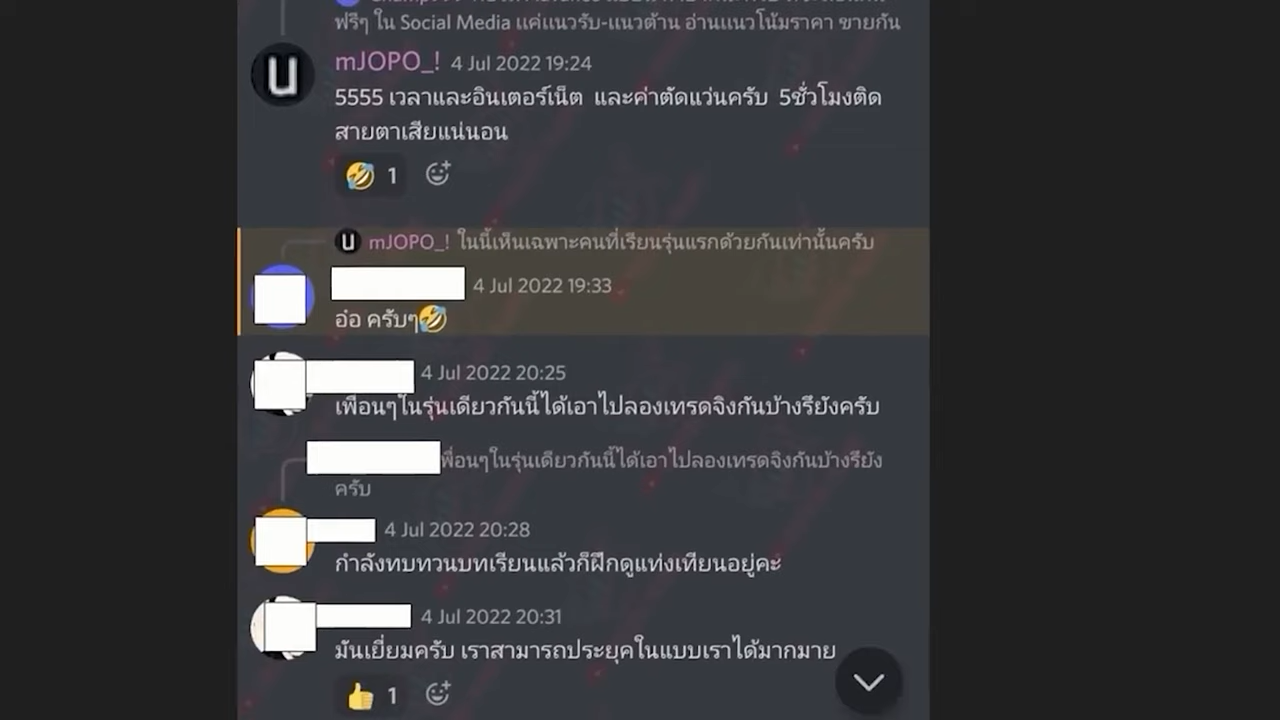 ฟรีๆ ใน Social Media แค่แนวรับ-แนวต้าน อ่านแนวโน้มราคา ขายกัน
U
mJOPO_! 4 Jul 2022 19:24
5555 เวลาและอินเตอร์เน็ต และค่าตัดแว่นครับ 5ชั่วโมงติด
สายตาเสียแน่นอน
1
U mJOPO_! ในนี้เห็นเฉพาะคนที่เรียนรุ่นแรกด้วยกันเท่านั้นครับ
4 Jul 2022 19:33
อ๋อ ครับๆ🤣
4 Jul 2022 20:25
เพื่อนๆในรุ่นเดียวกันนี้ได้เอาไปลองเทรดจิงกันบ้างรึยังครับ
พื่อนๆในรุ่นเดียวกันนี้ได้เอาไปลองเทรดจิงกันบ้างรึยัง
ครับ
4 Jul 2022 20:28
กำลังทบทวนบทเรียนแล้วก็ฝึกดูแท่งเทียนอยู่คะ
4 Jul 2022 20:31
มันเยี่ยมครับ เราสามารถประยุคในแบบเราได้มากมาย
1